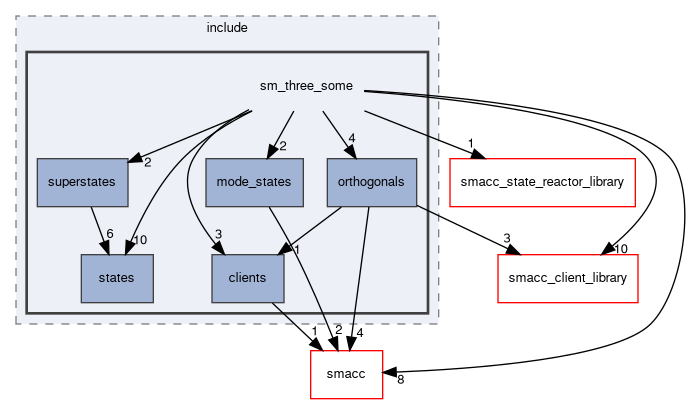 include
sm_three_some
4
2
1
2
superstates
mode_states
orthogonals
smacc_state_reactor_library
6
10
3
1
3
10
states
clients
smacc_client_library
1
2
4
smacc
8